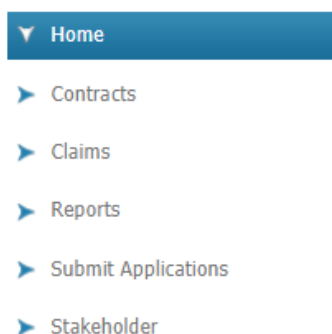 Home
Contracts
Claims
Reports
Submit Applications
Stakeholder